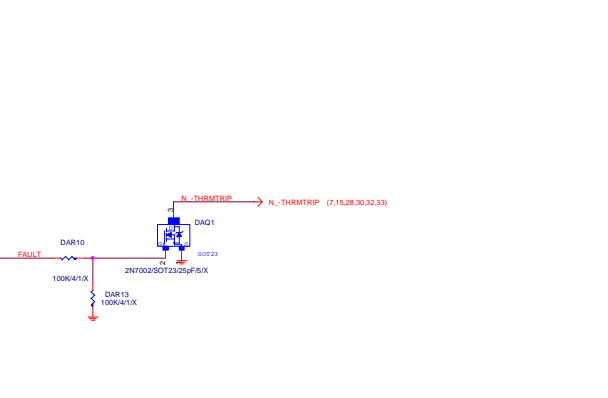 N_-THRMTRIP
N_-THRMTRIP (7,15,28,30,32,33)
3
DAQ1
DAR10
FAULT
SOT23
2
2N7002/SOT23/25pF/5/X
100K/4/1/X
DAR13
100K/4/1/X